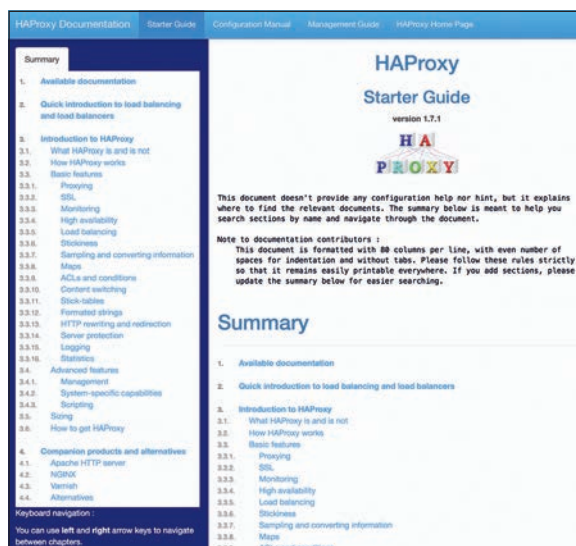 HAProxy Documentation Starter Guide Configuration Manual Management Guide HAProxy Home Page
Summary
1. Available documentation
2. Quick introduction to load balancing
and load balancers
3. Introduction to HAProxy
3.1. What HAProxy is and is not
3.2. How HAProxy works
3.3. Basic features
3.3.1. Proxying
3.3.2. SSL
3.3.3. Monitoring
3.3.4. High availability
3.3.5. Load balancing
3.3.6. Stickiness
3.3.7. Sampling and converting information
3.3.8. Maps
3.3.9. ACLs and conditions
3.3.10. Content switching
3.3.11. Stick-tables
3.3.12. Formated strings
3.3.13. HTTP rewriting and redirection
3.3.14. Server protection
3.3.15. Logging
3.3.16. Statistics
3.4. Advanced features
3.4.1. Management
3.4.2. System-specific capabilities
3.4.3. Scripting
3.5. Sizing
3.6. How to get HAProxy
4. Companion products and alternatives
4.1. Apache HTTP server
4.2. NGINX
4.3. Varnish
4.4. Alternatives
Keyboard navigation :
You can use left and right arrow keys to navigate
between chapters.
HAProxy
Starter Guide
version 1.7.1
HA
PROXY
This document doesn't provide any configuration help nor hint, but it explains
where to find the relevant documents. The summary below is meant to help you
search sections by name and navigate through the document.
Note to documentation contributors :
This document is formatted with 80 columns per line, with even number of
spaces for indentation and without tabs. Please follow these rules strictly
so that it remains easily printable everywhere. If you add sections, please
update the summary below for easier searching.
Summary
1. Available documentation
2. Quick introduction to load balancing and load balancers
3. Introduction to HAProxy
3.1. What HAProxy is and is not
3.2. How HAProxy works
3.3. Basic features
3.3.1. Proxying
3.3.2. SSL
3.3.3. Monitoring
3.3.4. High availability
3.3.5. Load balancing
3.3.6. Stickiness
3.3.7. Sampling and converting information
3.3.8. Maps